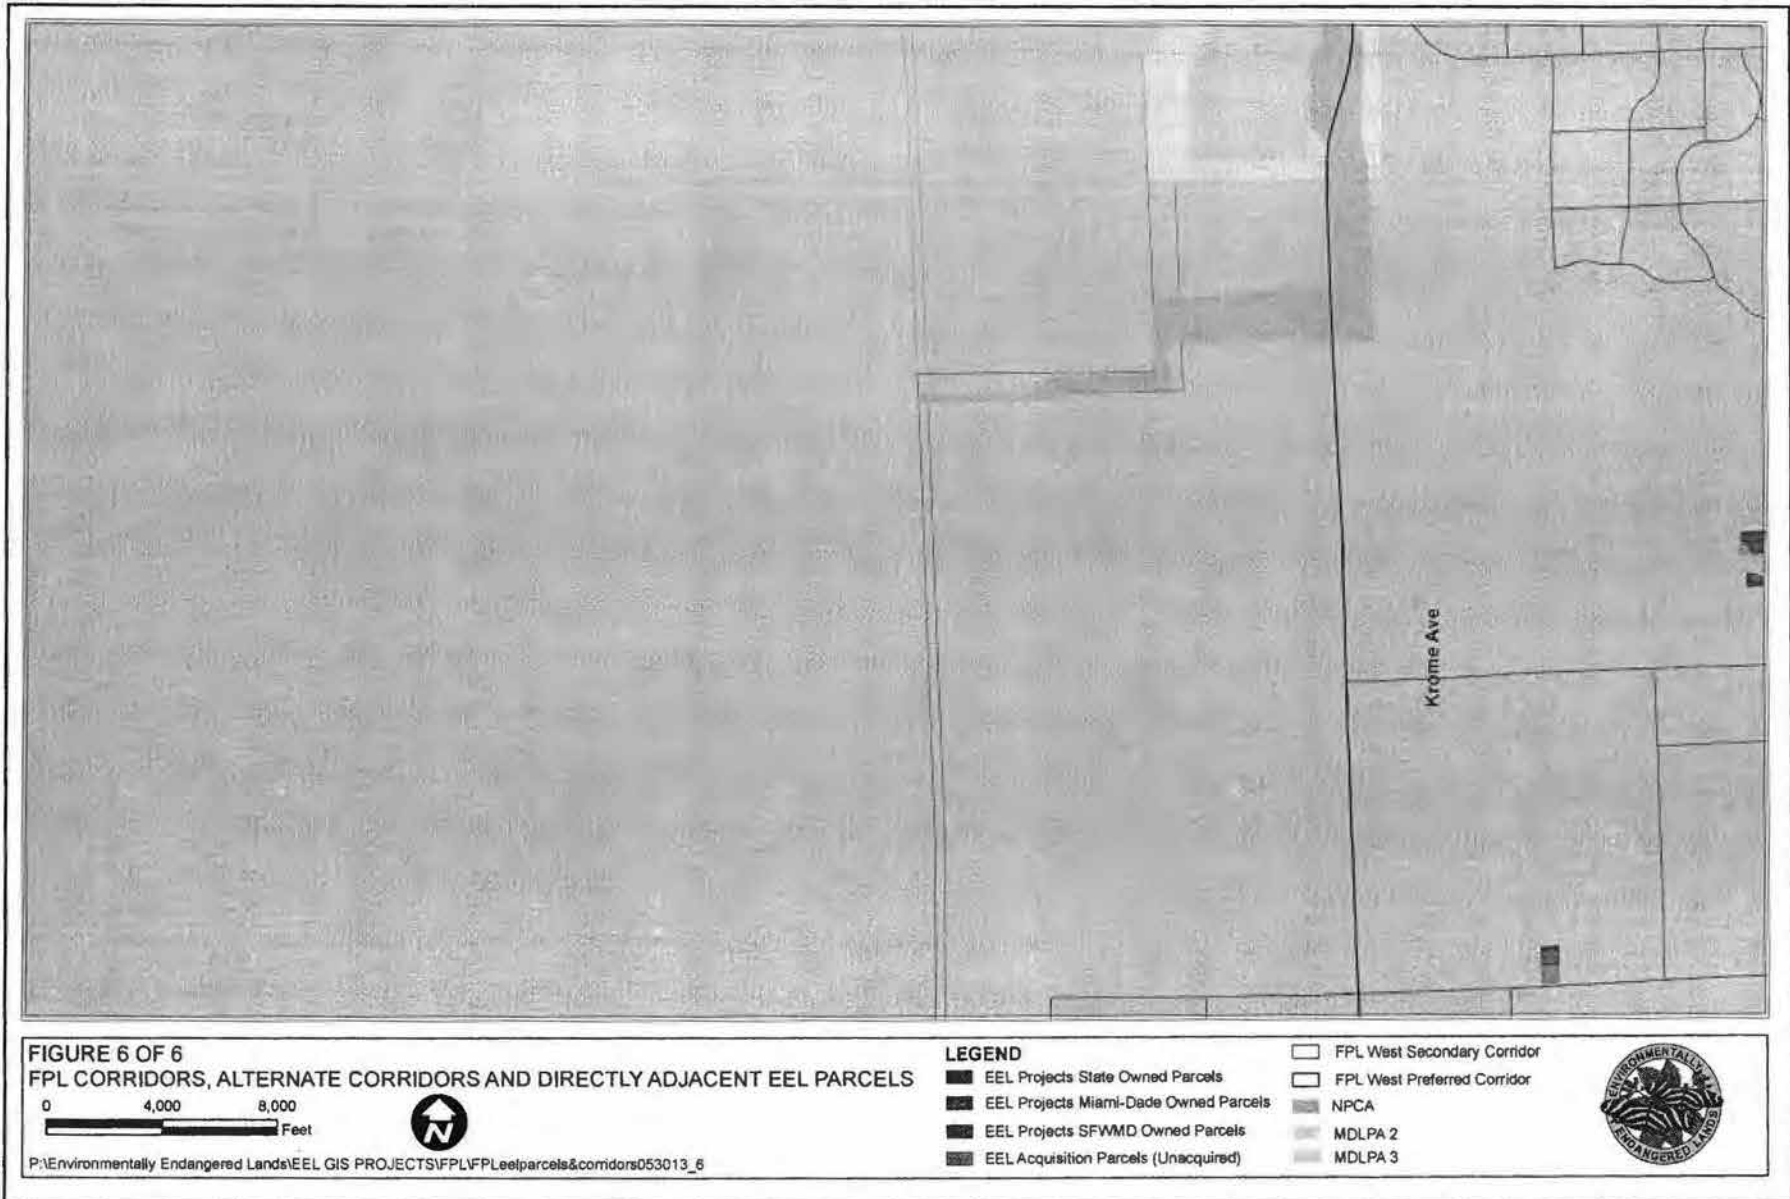 Krome Ave
FIGURE 6 OF 6
FPL CORRIDORS, ALTERNATE CORRIDORS AND DIRECTLY ADJACENT EEL PARCELS
0 4,000 8,000
Feet
N
P:\Environmentally Endangered Lands\EEL GIS PROJECTS\FPL\FPLeelparcels&corridors053013_6
LEGEND
EEL Projects State Owned Parcels
EEL Projects Miami-Dade Owned Parcels
EEL Projects SFWMD Owned Parcels
EEL Acquisition Parcels (Unacquired)
FPL West Secondary Corridor
FPL West Preferred Corridor
NPCA
MDLPA 2
MDLPA 3
ENVIRONMENTALLY
ENDANGERED LANDS